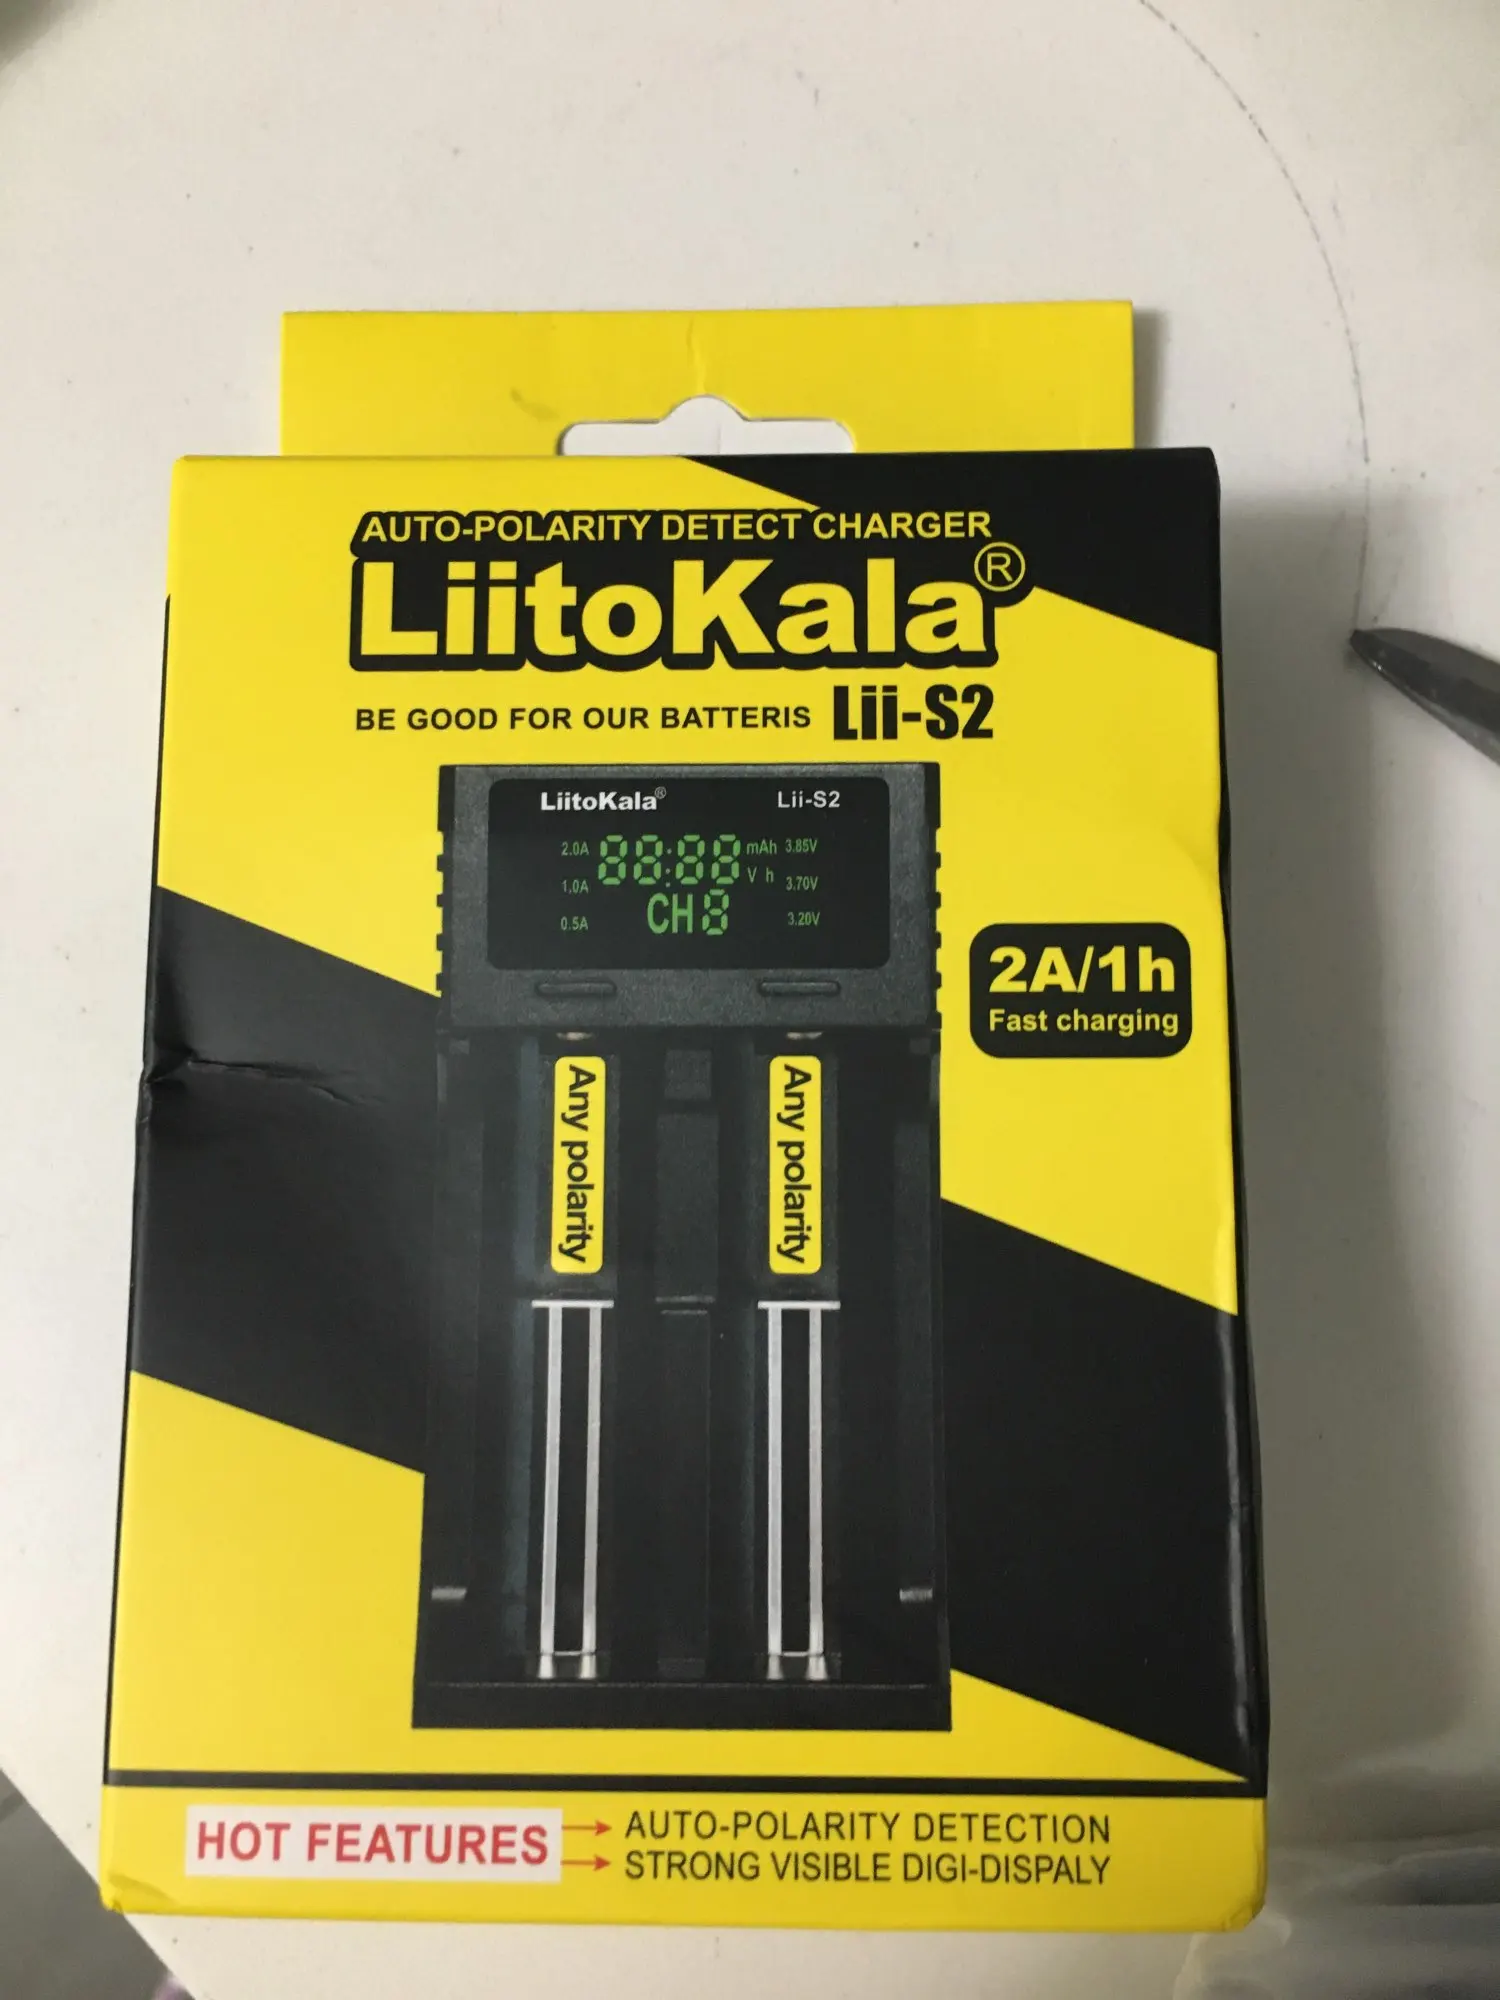 AUTO-POLARITY DETECT CHARGER
LiitoKala®
BE GOOD FOR OUR BATTERIS Lii-S2
LiitoKala® Lii-S2
2.0A 88:88 mAh 3.85V
1.0A V h 3.70V
0.5A CH8 3.20V
2A/1h
Fast charging
Any polarity
Any polarity
HOT FEATURES
AUTO-POLARITY DETECTION
STRONG VISIBLE DIGI-DISPALY